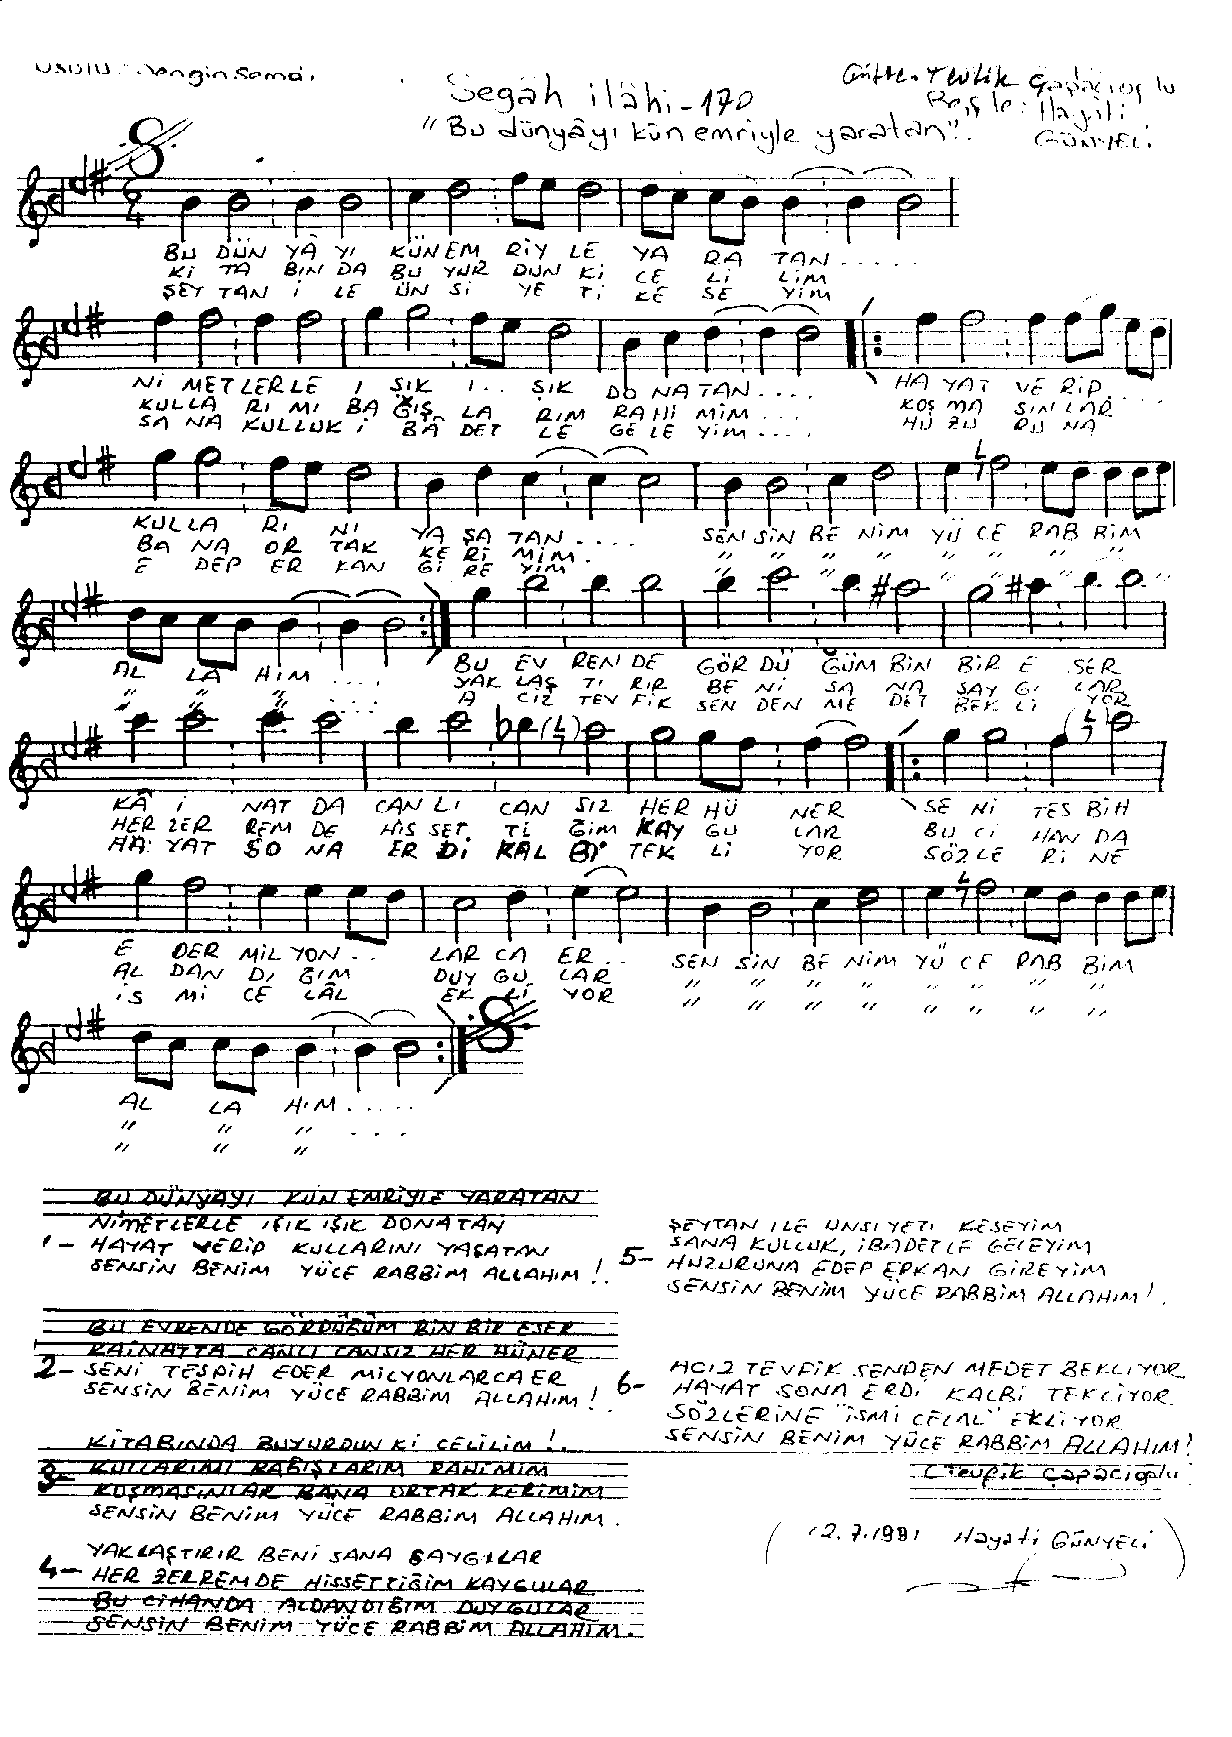 USULÜ: Sengin Semâi
Segâh ilâhi - 170
Güfte: Tevfik Çapacıoğlu
Beste: Hayati
GÜNYELİ
"Bu dünyâyı kün emriyle yaratan".
6
4
BU DÜN YÂ YI KÜN EM RİY LE YA RA TAN.....
Kİ TA BIN DA BU YUR DUN Kİ CE Lİ LİM
ŞEY TAN İ LE ÜN Sİ YE Tİ KE SE YİM
Nİ METLERLE I ŞIK I.. ŞIK DO NA TAN.... HA YAT VE RİP....
KULLA RI MI BA ĞIŞ LA RIM RAHİ MİM.... KOŞ MA SIN LAR
SA NA KULLUK İ BÂ DET LE GE LE YİM.... HU ZU RU NA
KUL LA RI NI YA ŞA TAN.... SEN SİN BE NİM YÜ CE RAB BİM
BA NA OR TAK KE Rİ MİM. " " " " " " " "
E DEP ER KAN Gİ RE YİM " " " " " " " "
AL LA HIM.... BU EV REN DE GÖR DÜ ĞÜM BİN BİR E SER
" " " .... YAK LAŞ TI RIR BE Nİ SA NA SAY GI LAR
" " " .... A CİZ TEV FİK SEN DEN ME DET BEK Lİ YOR
KÂ İ NAT DA CAN LI CAN SIZ HER HÜ NER SE Nİ TES BİH
HER ZER REM DE HİS SET Tİ ĞİM KAY GU LAR BU Cİ HAN DA
HA YAT SO NA ER Dİ KAL Bİ TEK Lİ YOR SÖZ LE Rİ NE
E DER MİL YON.. LAR CA ER.. SEN SİN BE NİM YÜ CE RAB BİM
AL DAN DI ĞIM DUY GU LAR " " " " " " " "
İS Mİ CE LÂL EK Lİ YOR " " " " " " " "
AL LA HIM.....
" " " ...
" " "
BU DÜNYAYI KÜN EMRİYLE YARATAN
NİMETLERLE IŞIK IŞIK DONATAN
1- HAYAT VERİP KULLARINI YAŞATAN
SENSİN BENİM YÜCE RABBİM ALLAHIM!.
BU EVRENDE GÖRDÜĞÜM BİN BİR ESER
KAİNATTA CANLI CANSIZ HER HÜNER
2- SENİ TESPİH EDER MİLYONLARCA ER
SENSİN BENİM YÜCE RABBİM ALLAHIM!.
KİTABINDA BUYURDUN Kİ CELİLİM!.
3- KULLARIMI BAĞIŞLARIM RAHİMİM
KOŞMASINLAR BANA ORTAK KERİMİM
SENSİN BENİM YÜCE RABBİM ALLAHIM.
YAKLAŞTIRIR BENİ SANA SAYGILAR
4- HER ZERREMDE HİSSETTİĞİM KAYGULAR
BU CİHANDA ALDANDIĞIM DUYGULAR
SENSİN BENİM YÜCE RABBİM ALLAHIM.
ŞEYTAN İLE ÜNSİYETİ KESEYİM
SANA KULLUK, İBADETLE GELEYİM
5- HUZURUNA EDEP ERKAN GİREYİM
SENSİN BENİM YÜCE RABBİM ALLAHIM!.
ACİZ TEVFİK SENDEN MEDET BEKLİYOR
6- HAYAT SONA ERDİ KALBİ TEKLİYOR
SÖZLERİNE "İSMİ CELAL" EKLİYOR
SENSİN BENİM YÜCE RABBİM ALLAHIM!
(Tevfik Çapacıoğlu
(12.7.1991 Hayati GÜNYELİ)